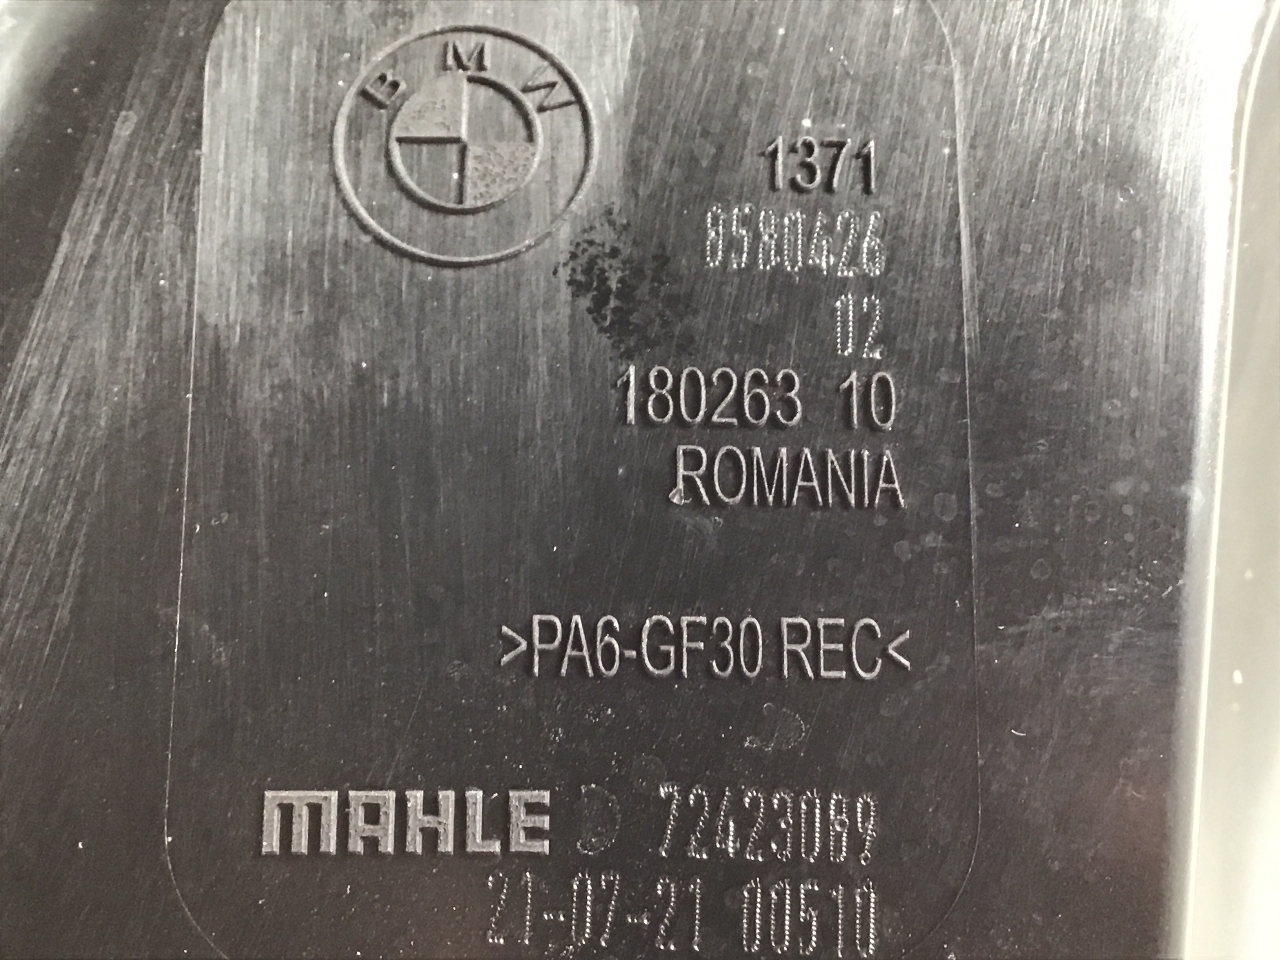 BMW
1371
8580426
02
180263 10
ROMANIA
>PA6-GF30 REC<
MAHLE D 72423089
21-07-21 00510